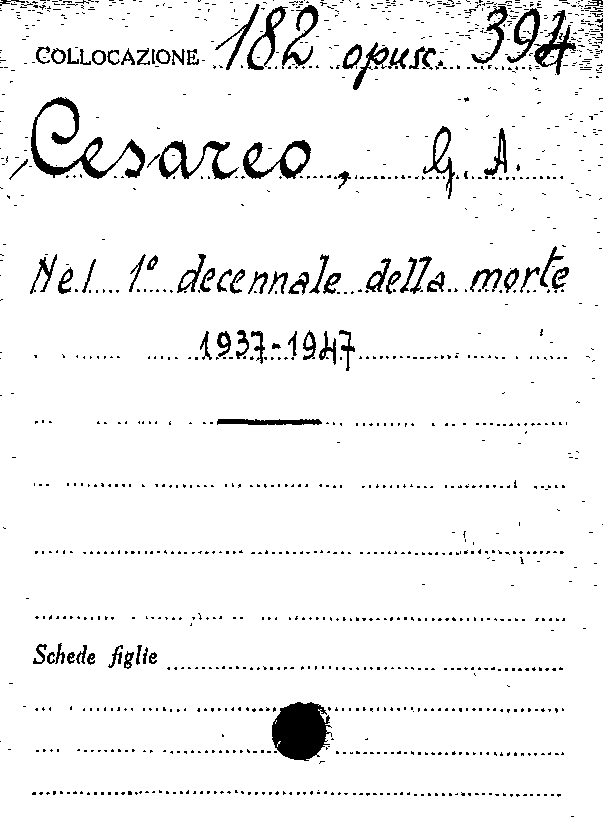 COLLOCAZIONE 182 opusc. 394
Cesareo, G. A.
Nel 1° decennale della morte
1937-1947
Schede figlie